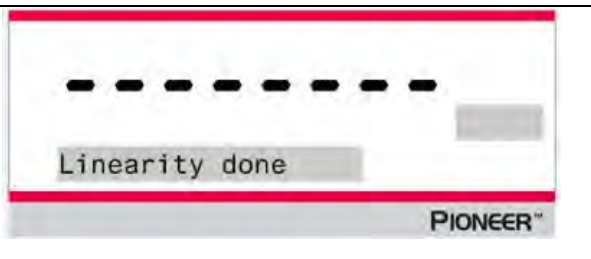 --------
Linearity done
PIONEER™